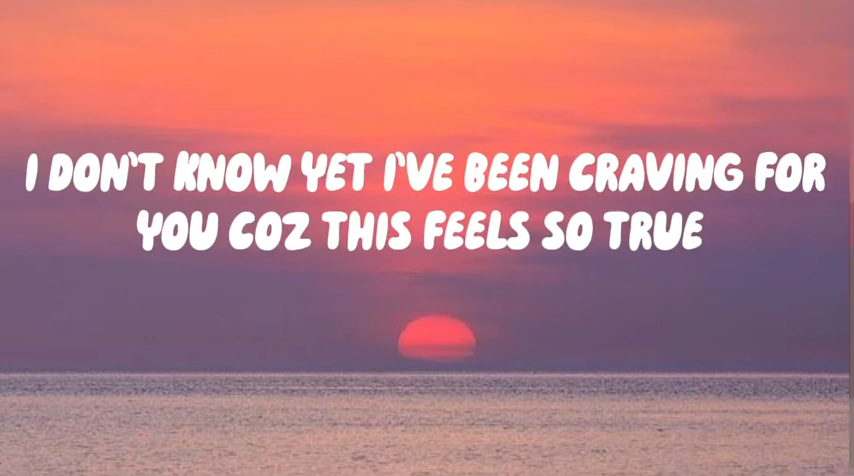 I DON'T KNOW YET I'VE BEEN CRAVING FOR
YOU COZ THIS FEELS SO TRUE